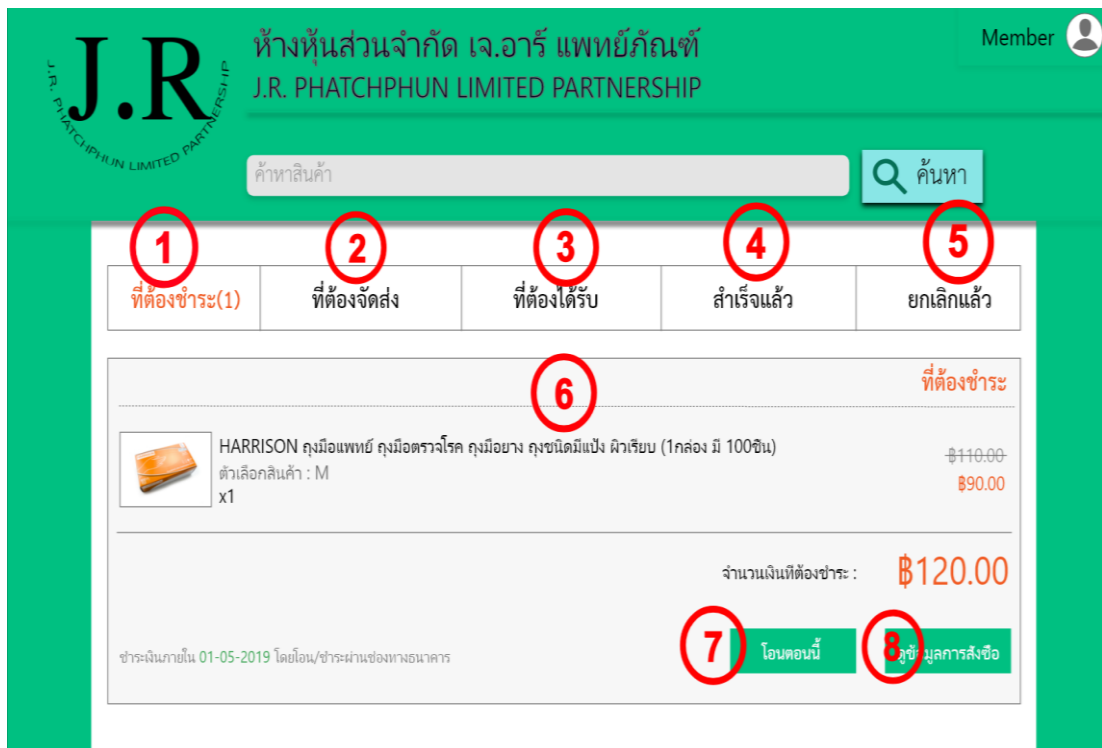 J.R
J.R. PHATCHPHUN LIMITED PARTNERSHIP
ห้างหุ้นส่วนจำกัด เจ.อาร์ แพทย์ภัณฑ์
J.R. PHATCHPHUN LIMITED PARTNERSHIP
Member
ค้าหาสินค้า
ค้นหา
1 2 3 4 5
ที่ต้องชำระ(1) ที่ต้องจัดส่ง ที่ต้องได้รับ สำเร็จแล้ว ยกเลิกแล้ว
ที่ต้องชำระ
6
HARRISON ถุงมือแพทย์ ถุงมือตรวจโรค ถุงมือยาง ถุงชนิดมีแป้ง ผิวเรียบ (1กล่อง มี 100ชิ้น)
ตัวเลือกสินค้า : M
x1
฿110.00
฿90.00
จำนวนเงินที่ต้องชำระ : ฿120.00
ชำระเงินภายใน 01-05-2019 โดยโอน/ชำระผ่านช่องทางธนาคาร
7 โอนตอนนี้
8 ดูข้อมูลการสั่งซื้อ